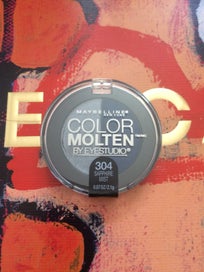 MAYBELLINE
NEW YORK
COLOR
MOLTEN
BY EYESTUDIO®
304
SAPPHIRE
MIST